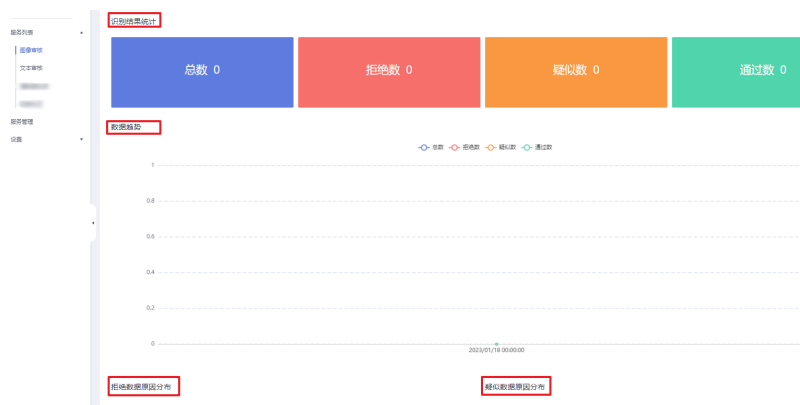 识别结果统计
服务列表
图像审核
文本审核
服务管理
设置
总数 0
拒绝数 0
疑似数 0
通过数 0
数据趋势
总数 拒绝数 疑似数 通过数
1
0.8
0.6
0.4
0.2
0
2023/01/18 00:00:00
拒绝数据原因分布
疑似数据原因分布